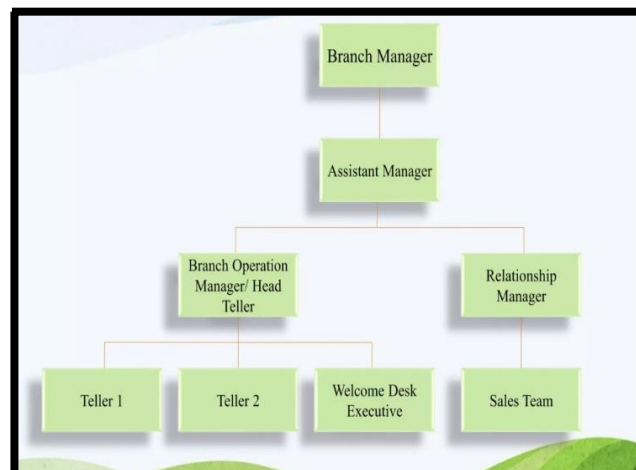 Branch Manager
Assistant Manager
Branch Operation
Manager/ Head
Teller
Relationship
Manager
Teller 1
Teller 2
Welcome Desk
Executive
Sales Team